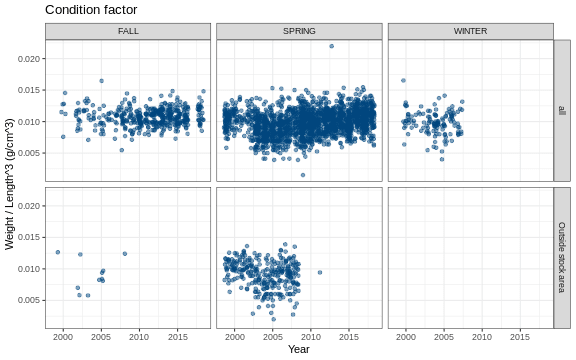 Condition factor
FALL
SPRING
WINTER
0.020
0.015
0.010
0.005
all
0.020
0.015
0.010
0.005
Outside stock area
Weight / Length^3 (g/cm^3)
2000 2005 2010 2015
2000 2005 2010 2015
2000 2005 2010 2015
Year